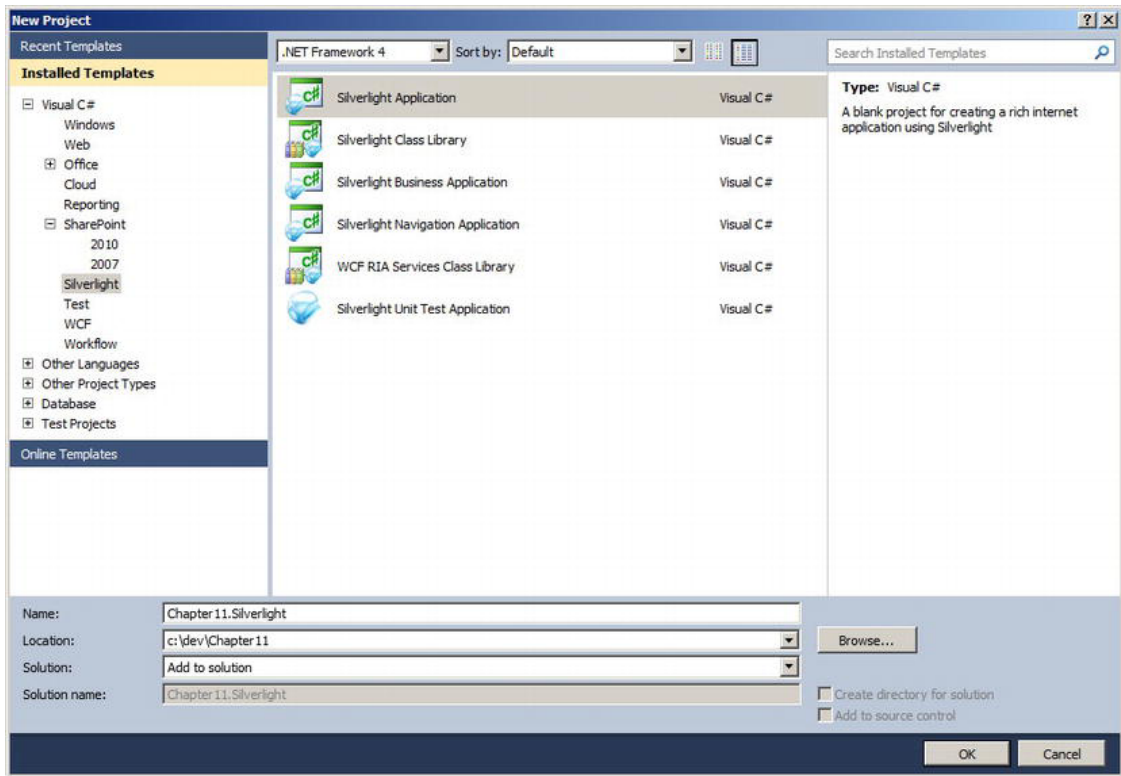 New Project
Recent Templates
Installed Templates
Visual C#
Windows
Web
Office
Cloud
Reporting
SharePoint
2010
2007
Silverlight
Test
WCF
Workflow
Other Languages
Other Project Types
Database
Test Projects
Online Templates
.NET Framework 4 Sort by: Default
Silverlight Application Visual C#
Silverlight Class Library Visual C#
Silverlight Business Application Visual C#
Silverlight Navigation Application Visual C#
WCF RIA Services Class Library Visual C#
Silverlight Unit Test Application Visual C#
Search Installed Templates
Type: Visual C#
A blank project for creating a rich internet
application using Silverlight
Name: Chapter11.Silverlight
Location: c:\dev\Chapter11 Browse...
Solution: Add to solution
Solution name: Chapter11.Silverlight Create directory for solution
Add to source control
OK Cancel